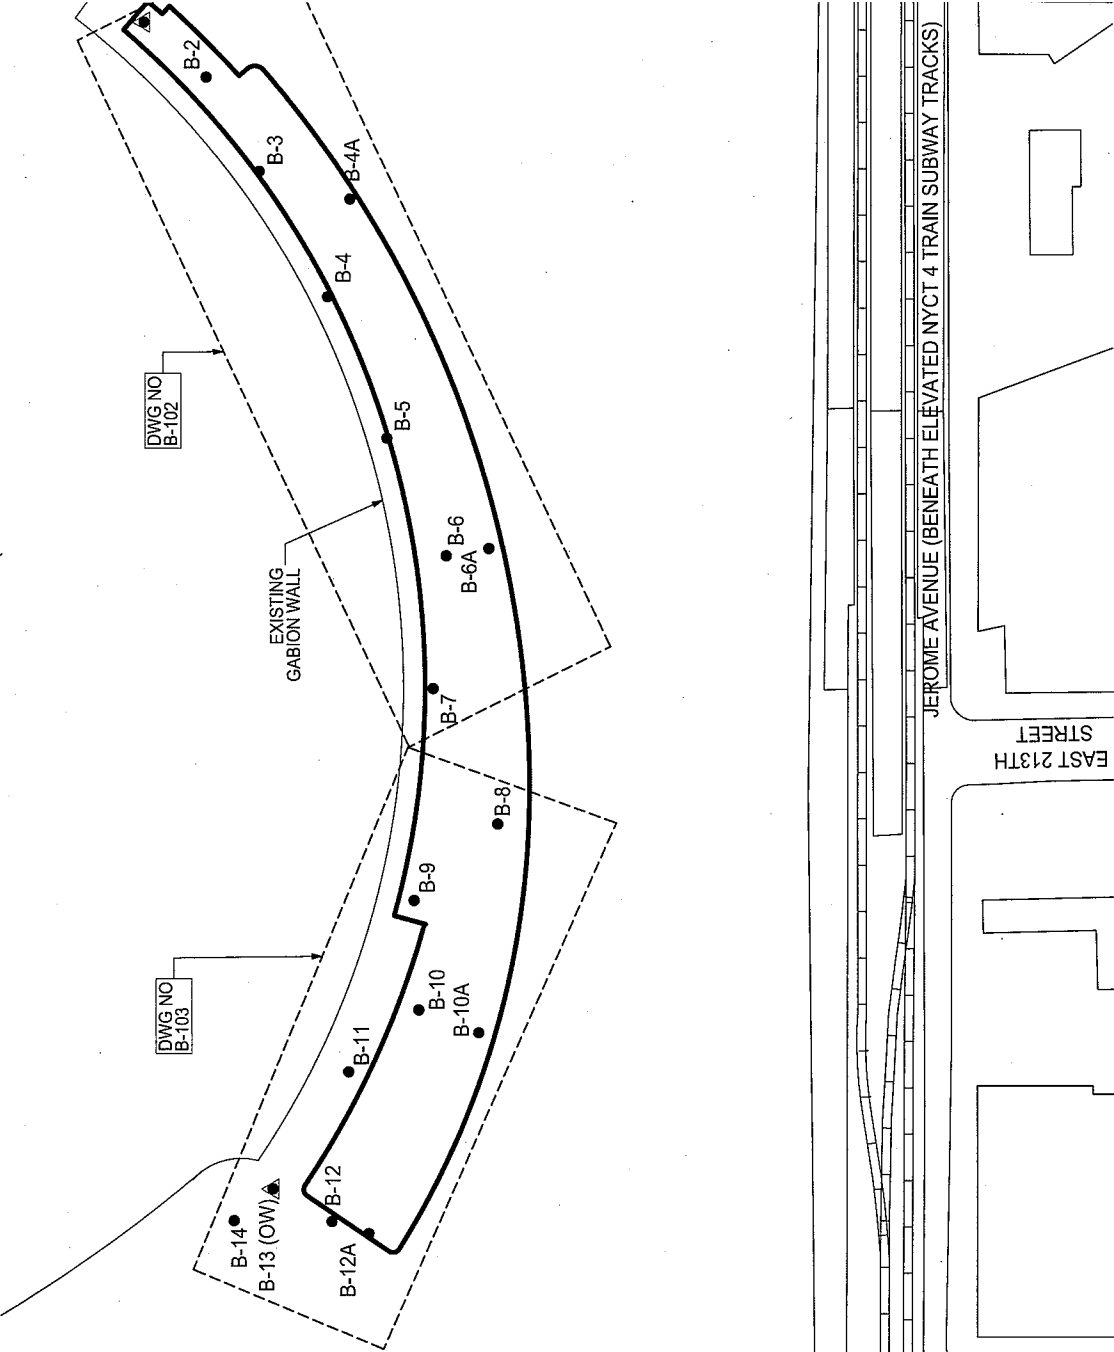 B-2
B-3
B-4A
B-4
DWG NO
B-102
B-5
EXISTING
GABION WALL
B-6
B-6A
B-7
B-8
B-9
DWG NO
B-103
B-10
B-10A
B-11
B-12
B-12A
B-13 (OW)
B-14
JEROME AVENUE (BENEATH ELEVATED NYCT 4 TRAIN SUBWAY TRACKS)
EAST 213TH
STREET